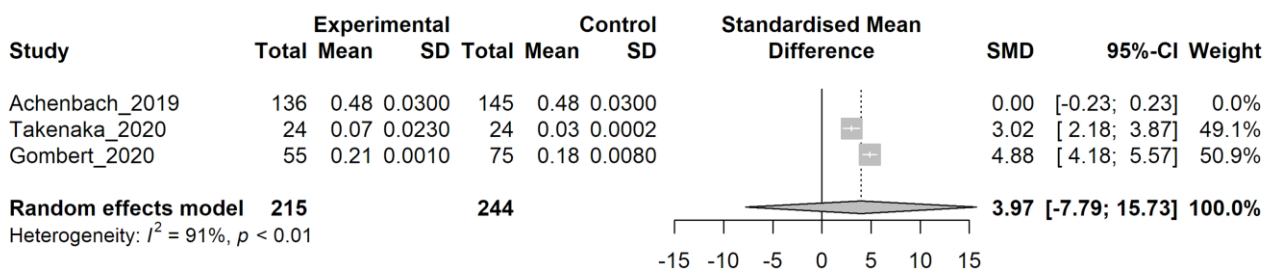 Experimental Control Standardised Mean
Study Total Mean SD Total Mean SD Difference SMD 95%-CI Weight
Achenbach_2019 136 0.48 0.0300 145 0.48 0.0300 0.00 [-0.23; 0.23] 0.0%
Takenaka_2020 24 0.07 0.0230 24 0.03 0.0002 3.02 [ 2.18; 3.87] 49.1%
Gombert_2020 55 0.21 0.0010 75 0.18 0.0080 4.88 [ 4.18; 5.57] 50.9%
Random effects model 215 244 3.97 [-7.79; 15.73] 100.0%
Heterogeneity: I² = 91%, p < 0.01
-15 -10 -5 0 5 10 15